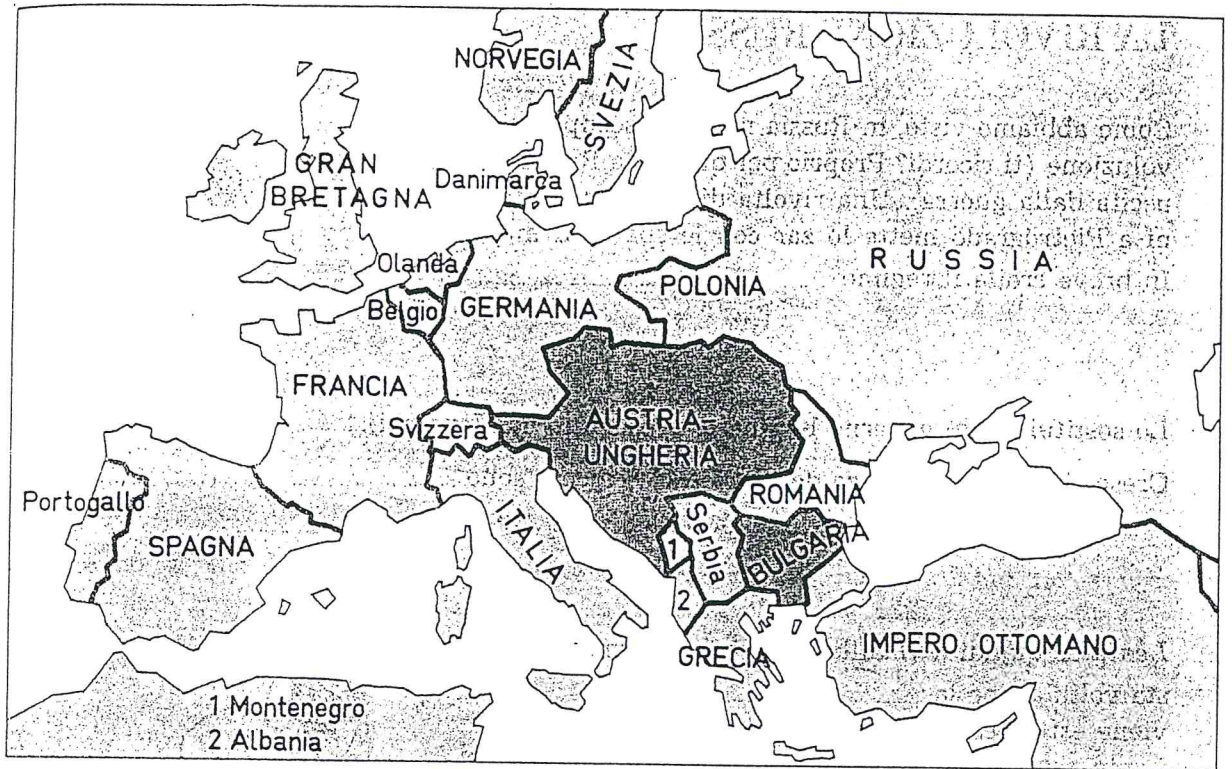 NORVEGIA
SVEZIA
GRAN
BRETAGNA
Danimarca
RUSSIA
Olanda
POLONIA
Belgio
GERMANIA
FRANCIA
Svizzera
AUSTRIA-
UNGHERIA
ROMANIA
Portogallo
SPAGNA
ITALIA
1
Serbia
BULGARIA
2
GRECIA
IMPERO OTTOMANO
1 Montenegro
2 Albania